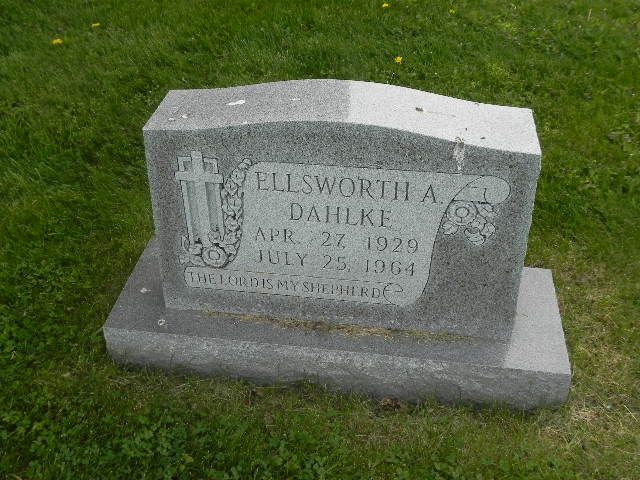 ELLSWORTH A.
DAHLKE
APR. 27, 1929
JULY 25, 1964
THE LORD IS MY SHEPHERD